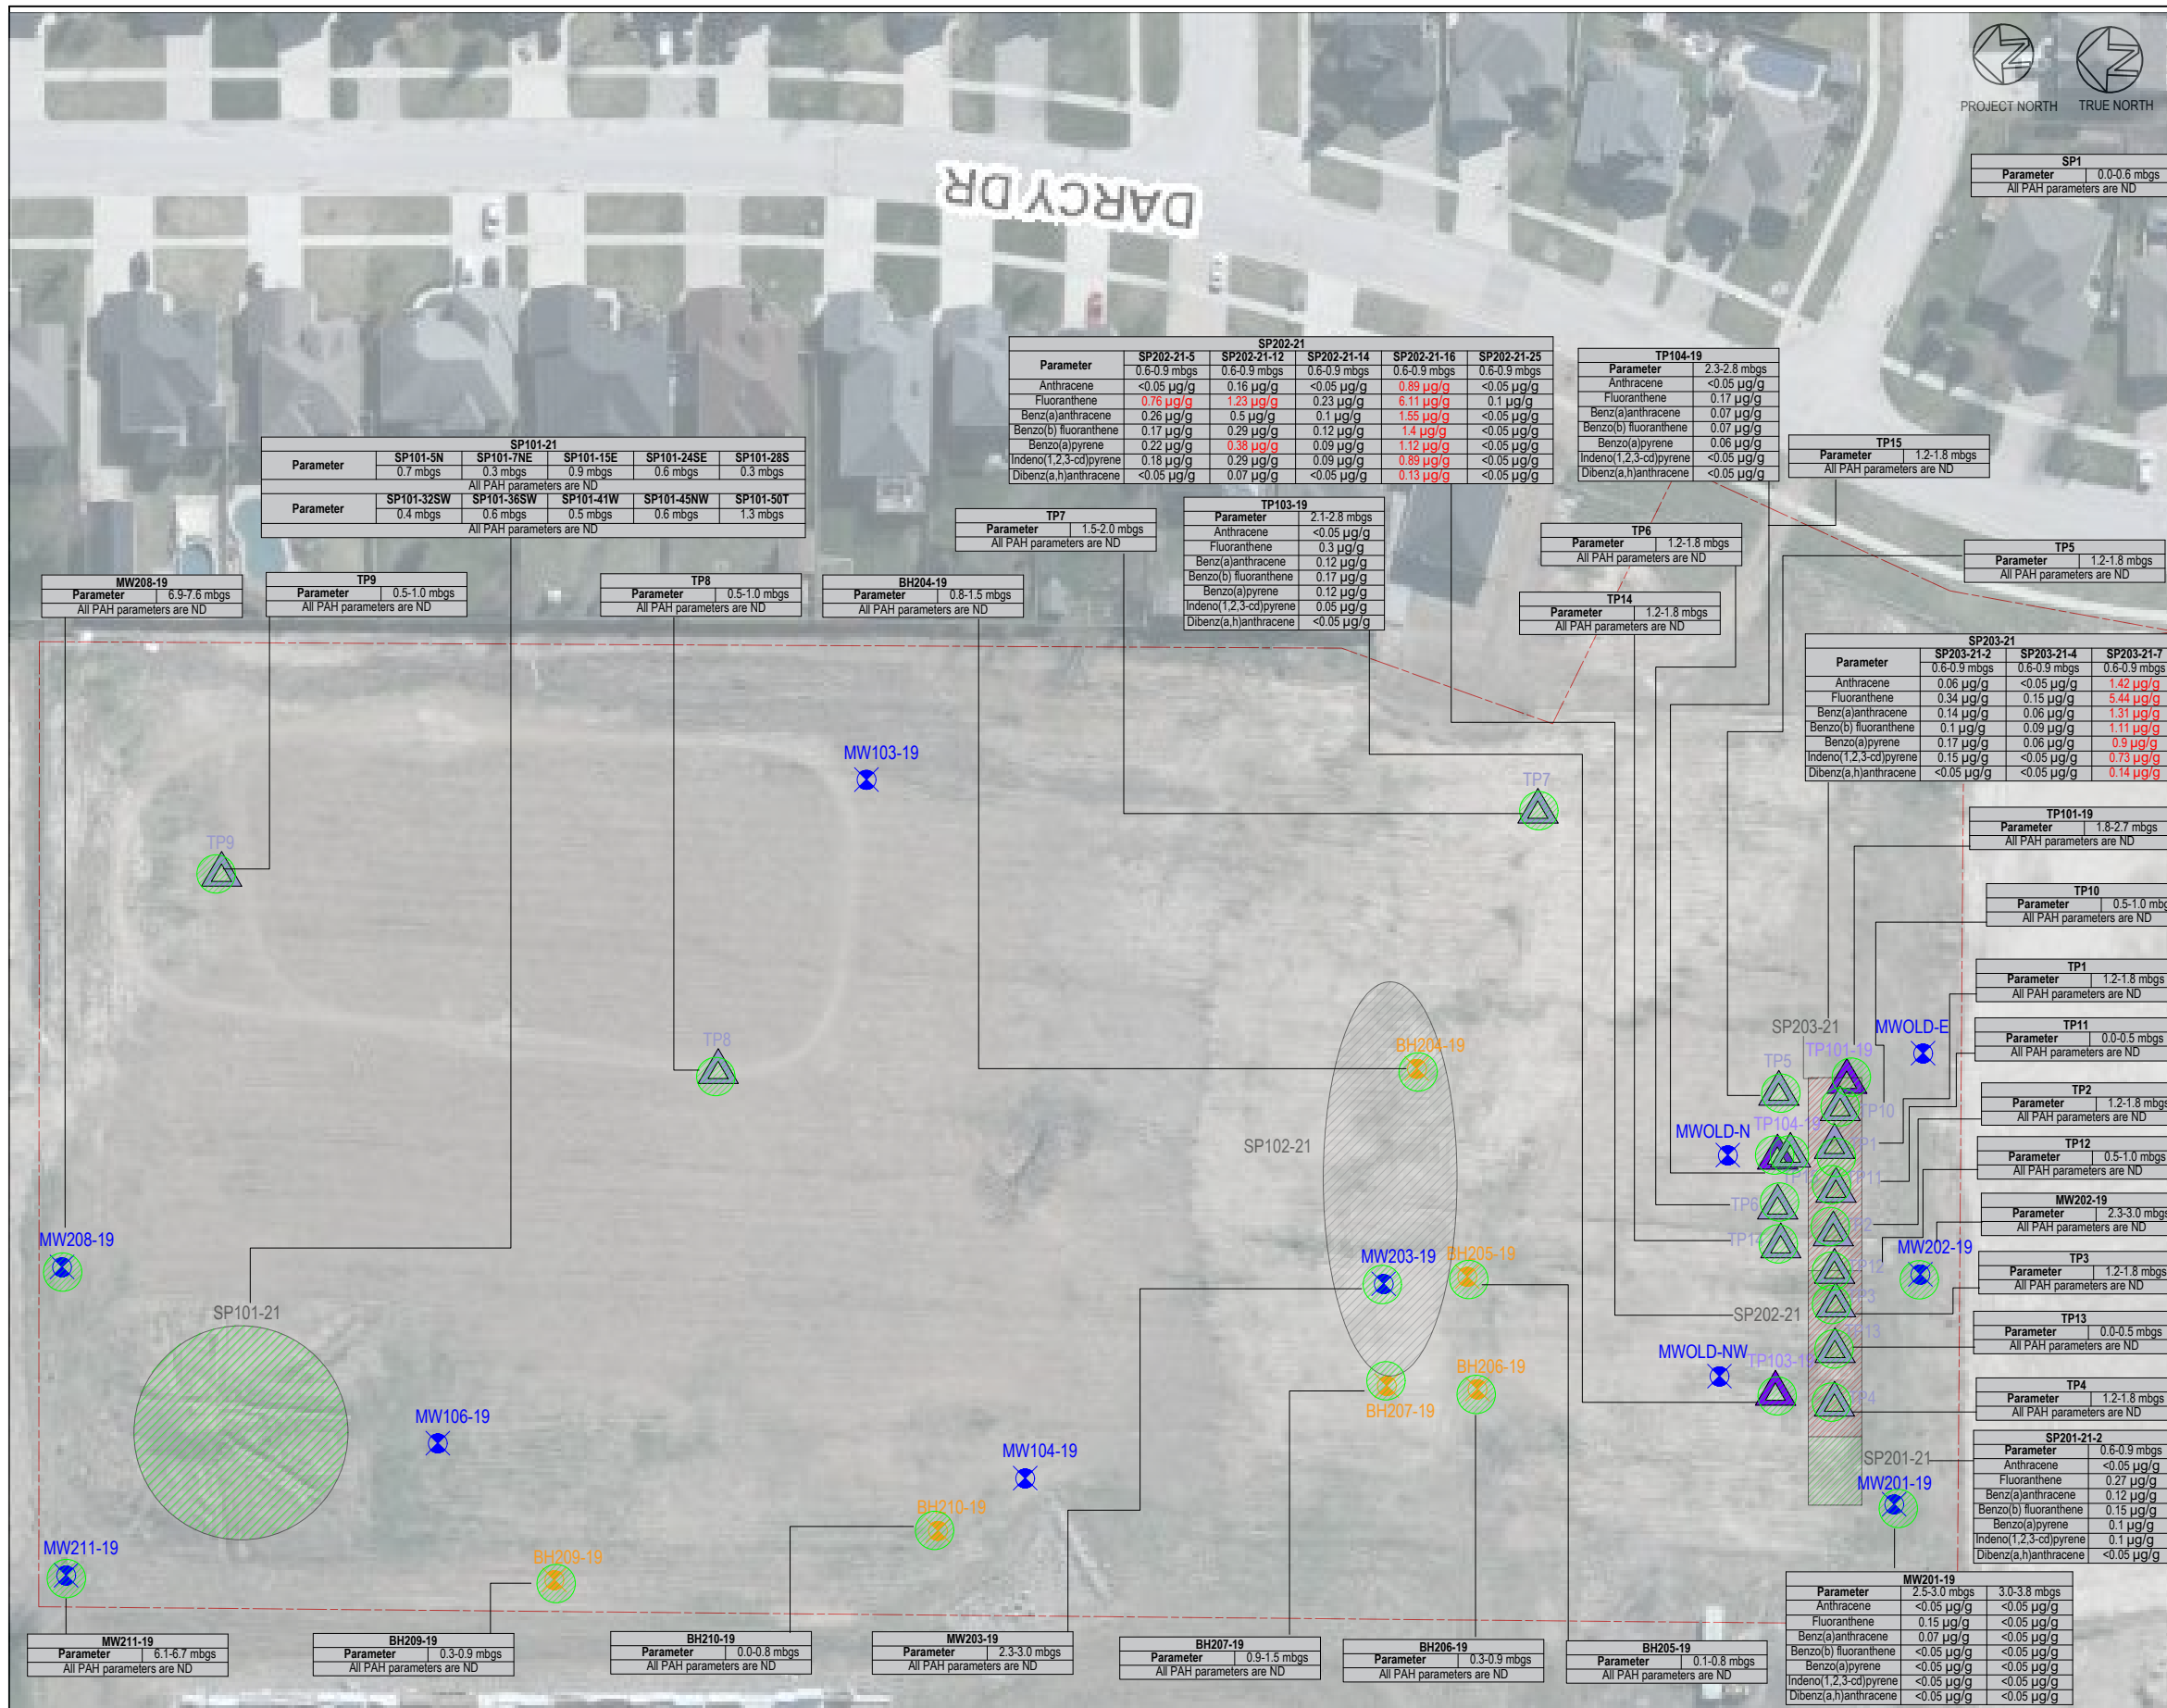 PROJECT NORTH
TRUE NORTH
SP1
Parameter 0.0-0.6 mbgs
All PAH parameters are ND
DARCY DR
SP202-21
Parameter SP202-21-5 SP202-21-12 SP202-21-14 SP202-21-16 SP202-21-25
0.6-0.9 mbgs 0.6-0.9 mbgs 0.6-0.9 mbgs 0.6-0.9 mbgs 0.6-0.9 mbgs
Anthracene <0.05 µg/g 0.16 µg/g <0.05 µg/g 0.89 µg/g <0.05 µg/g
Fluoranthene 0.76 µg/g 1.23 µg/g 0.23 µg/g 6.11 µg/g 0.1 µg/g
Benz(a)anthracene 0.26 µg/g 0.5 µg/g 0.1 µg/g 1.55 µg/g <0.05 µg/g
Benzo(b) fluoranthene 0.17 µg/g 0.29 µg/g 0.12 µg/g 1.4 µg/g <0.05 µg/g
Benzo(a)pyrene 0.22 µg/g 0.38 µg/g 0.09 µg/g 1.12 µg/g <0.05 µg/g
Indeno(1,2,3-cd)pyrene 0.18 µg/g 0.29 µg/g 0.09 µg/g 0.89 µg/g <0.05 µg/g
Dibenz(a,h)anthracene <0.05 µg/g 0.07 µg/g <0.05 µg/g 0.13 µg/g <0.05 µg/g
TP104-19
Parameter 2.3-2.8 mbgs
Anthracene <0.05 µg/g
Fluoranthene 0.17 µg/g
Benz(a)anthracene 0.07 µg/g
Benzo(b) fluoranthene 0.07 µg/g
Benzo(a)pyrene 0.06 µg/g
Indeno(1,2,3-cd)pyrene <0.05 µg/g
Dibenz(a,h)anthracene <0.05 µg/g
TP15
Parameter 1.2-1.8 mbgs
All PAH parameters are ND
SP101-21
Parameter SP101-5N SP101-7NE SP101-15E SP101-24SE SP101-28S
0.7 mbgs 0.3 mbgs 0.9 mbgs 0.6 mbgs 0.3 mbgs
All PAH parameters are ND
Parameter SP101-32SW SP101-36SW SP101-41W SP101-45NW SP101-50T
0.4 mbgs 0.6 mbgs 0.5 mbgs 0.6 mbgs 1.3 mbgs
All PAH parameters are ND
TP7
Parameter 1.5-2.0 mbgs
All PAH parameters are ND
TP103-19
Parameter 2.1-2.8 mbgs
Anthracene <0.05 µg/g
Fluoranthene 0.3 µg/g
Benz(a)anthracene 0.12 µg/g
Benzo(b) fluoranthene 0.17 µg/g
Benzo(a)pyrene 0.12 µg/g
Indeno(1,2,3-cd)pyrene 0.05 µg/g
Dibenz(a,h)anthracene <0.05 µg/g
TP6
Parameter 1.2-1.8 mbgs
All PAH parameters are ND
TP5
Parameter 1.2-1.8 mbgs
All PAH parameters are ND
TP14
Parameter 1.2-1.8 mbgs
All PAH parameters are ND
MW208-19
Parameter 6.9-7.6 mbgs
All PAH parameters are ND
TP9
Parameter 0.5-1.0 mbgs
All PAH parameters are ND
TP8
Parameter 0.5-1.0 mbgs
All PAH parameters are ND
BH204-19
Parameter 0.8-1.5 mbgs
All PAH parameters are ND
SP203-21
Parameter SP203-21-2 SP203-21-4 SP203-21-7
0.6-0.9 mbgs 0.6-0.9 mbgs 0.6-0.9 mbgs
Anthracene 0.06 µg/g <0.05 µg/g 1.42 µg/g
Fluoranthene 0.34 µg/g 0.15 µg/g 5.44 µg/g
Benz(a)anthracene 0.14 µg/g 0.06 µg/g 1.31 µg/g
Benzo(b) fluoranthene 0.1 µg/g 0.09 µg/g 1.11 µg/g
Benzo(a)pyrene 0.17 µg/g 0.06 µg/g 0.9 µg/g
Indeno(1,2,3-cd)pyrene 0.15 µg/g <0.05 µg/g 0.73 µg/g
Dibenz(a,h)anthracene <0.05 µg/g <0.05 µg/g 0.14 µg/g
MW103-19
TP7
TP9
TP101-19
Parameter 1.8-2.7 mbgs
All PAH parameters are ND
TP10
Parameter 0.5-1.0 mbg
All PAH parameters are ND
TP1
Parameter 1.2-1.8 mbgs
All PAH parameters are ND
TP11
Parameter 0.0-0.5 mbgs
All PAH parameters are ND
TP2
Parameter 1.2-1.8 mbgs
All PAH parameters are ND
TP12
Parameter 0.5-1.0 mbgs
All PAH parameters are ND
MW202-19
Parameter 2.3-3.0 mbgs
All PAH parameters are ND
TP3
Parameter 1.2-1.8 mbgs
All PAH parameters are ND
TP13
Parameter 0.0-0.5 mbgs
All PAH parameters are ND
TP4
Parameter 1.2-1.8 mbgs
All PAH parameters are ND
SP201-21-2
Parameter 0.6-0.9 mbgs
Anthracene <0.05 µg/g
Fluoranthene 0.27 µg/g
Benz(a)anthracene 0.12 µg/g
Benzo(b) fluoranthene 0.15 µg/g
Benzo(a)pyrene 0.1 µg/g
Indeno(1,2,3-cd)pyrene 0.1 µg/g
Dibenz(a,h)anthracene <0.05 µg/g
TP8
BH204-19
SP203-21
MWOLD-E
TP101-19
TP5
TP10
TP104-19
MWOLD-N
TP1
SP102-21
TP11
TP6
TP14
TP12
MW202-19
MW208-19
MW203-19
BH205-19
TP3
SP101-21
SP202-21
TP13
MWOLD-NW
TP103-19
BH206-19
TP4
BH207-19
MW106-19
MW104-19
SP201-21
MW201-19
BH210-19
MW211-19
BH209-19
MW201-19
Parameter 2.5-3.0 mbgs 3.0-3.8 mbgs
Anthracene <0.05 µg/g <0.05 µg/g
Fluoranthene 0.15 µg/g <0.05 µg/g
Benz(a)anthracene 0.07 µg/g <0.05 µg/g
Benzo(b) fluoranthene <0.05 µg/g <0.05 µg/g
Benzo(a)pyrene <0.05 µg/g <0.05 µg/g
Indeno(1,2,3-cd)pyrene <0.05 µg/g <0.05 µg/g
Dibenz(a,h)anthracene <0.05 µg/g <0.05 µg/g
MW211-19
Parameter 6.1-6.7 mbgs
All PAH parameters are ND
BH209-19
Parameter 0.3-0.9 mbgs
All PAH parameters are ND
BH210-19
Parameter 0.0-0.8 mbgs
All PAH parameters are ND
MW203-19
Parameter 2.3-3.0 mbgs
All PAH parameters are ND
BH207-19
Parameter 0.9-1.5 mbgs
All PAH parameters are ND
BH206-19
Parameter 0.3-0.9 mbgs
All PAH parameters are ND
BH205-19
Parameter 0.1-0.8 mbgs
All PAH parameters are ND